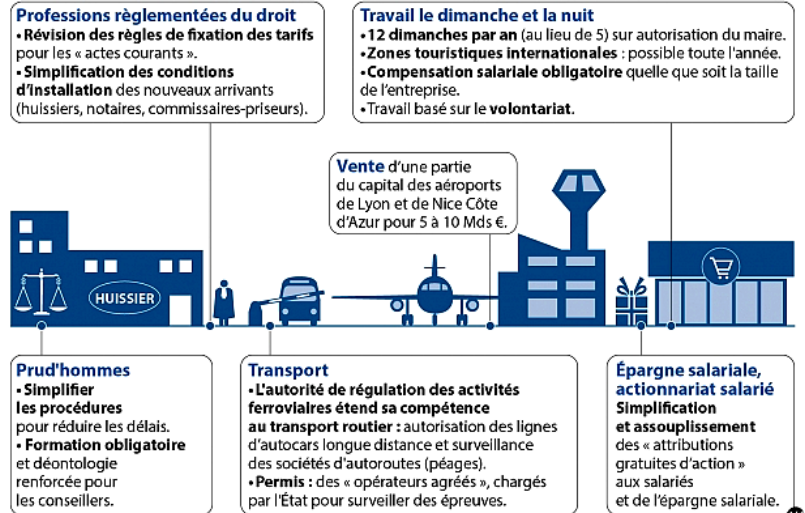 Professions règlementées du droit
• Révision des règles de fixation des tarifs
pour les « actes courants ».
• Simplification des conditions
d'installation des nouveaux arrivants
(huissiers, notaires, commissaires-priseurs).
Travail le dimanche et la nuit
•12 dimanches par an (au lieu de 5) sur autorisation du maire.
•Zones touristiques internationales : possible toute l'année.
•Compensation salariale obligatoire quelle que soit la taille
de l'entreprise.
•Travail basé sur le volontariat.
Vente d'une partie
du capital des aéroports
de Lyon et de Nice Côte
d'Azur pour 5 à 10 Mds €.
HUISSIER
Prud'hommes
• Simplifier
les procédures
pour réduire les délais.
• Formation obligatoire
et déontologie
renforcée pour
les conseillers.
Transport
• L'autorité de régulation des activités
ferroviaires étend sa compétence
au transport routier : autorisation des lignes
d'autocars longue distance et surveillance
des sociétés d'autoroutes (péages).
• Permis : des « opérateurs agréés », chargés
par l'État pour surveiller des épreuves.
Épargne salariale,
actionnariat salarié
Simplification
et assouplissement
des « attributions
gratuites d'action »
aux salariés
et de l'épargne salariale.